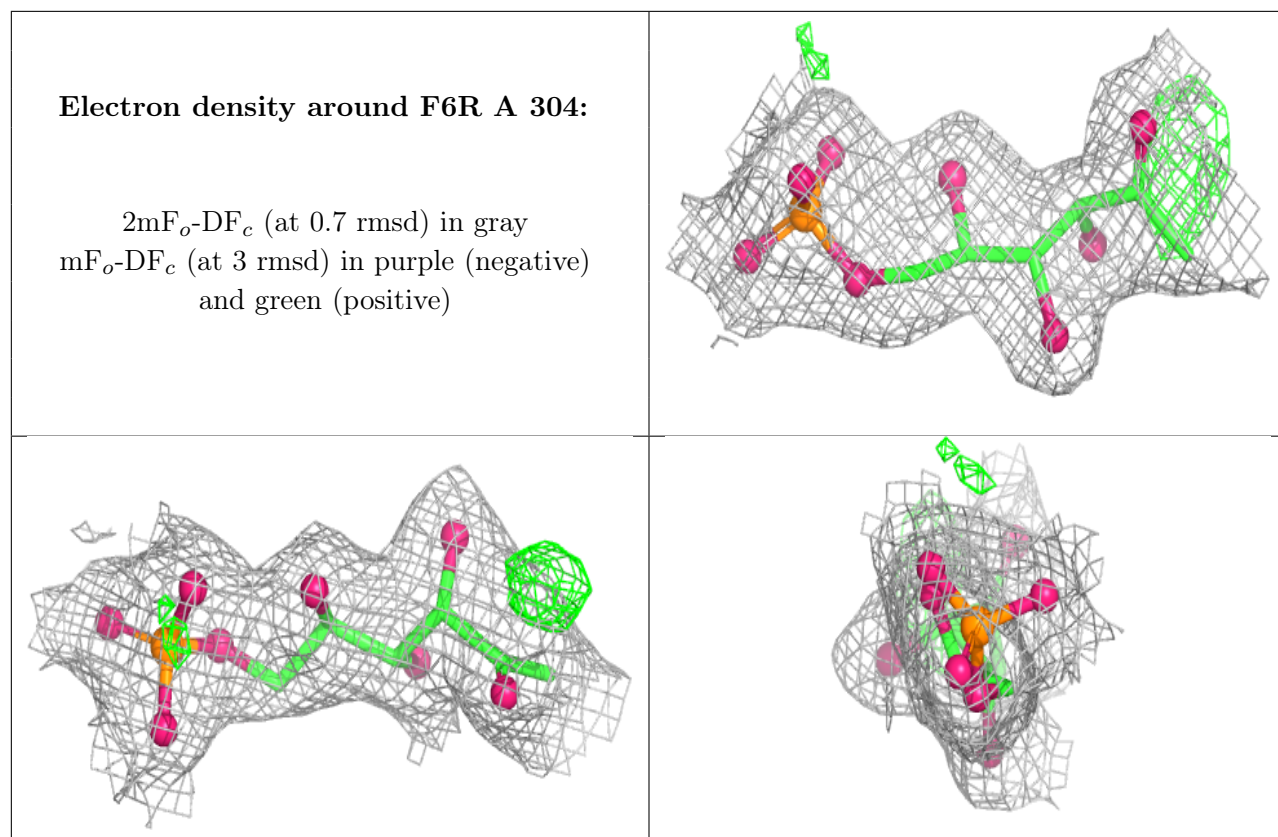 Electron density around F6R A 304:
2mFₒ-DF𝒸 (at 0.7 rmsd) in gray
mFₒ-DF𝒸 (at 3 rmsd) in purple (negative)
and green (positive)